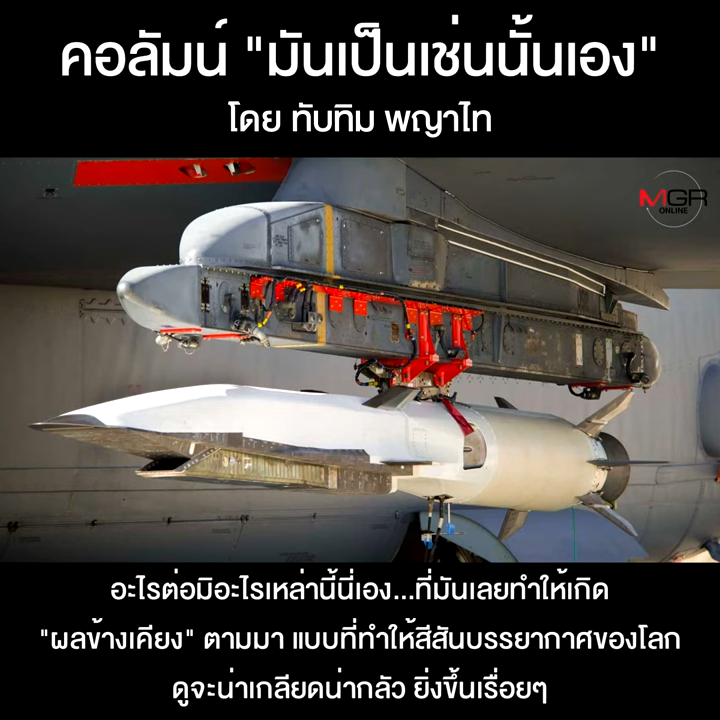 คอลัมน์ "มันเป็นเช่นนั้นเอง"
โดย ทับทิม พญาไท
MGR
ONLINE
อะไรต่อมิอะไรเหล่านี้นี่เอง...ที่มันเลยทำให้เกิด
"ผลข้างเคียง" ตามมา แบบที่ทำให้สีสันบรรยากาศของโลก
ดูจะน่าเกลียดน่ากลัว ยิ่งขึ้นเรื่อยๆ